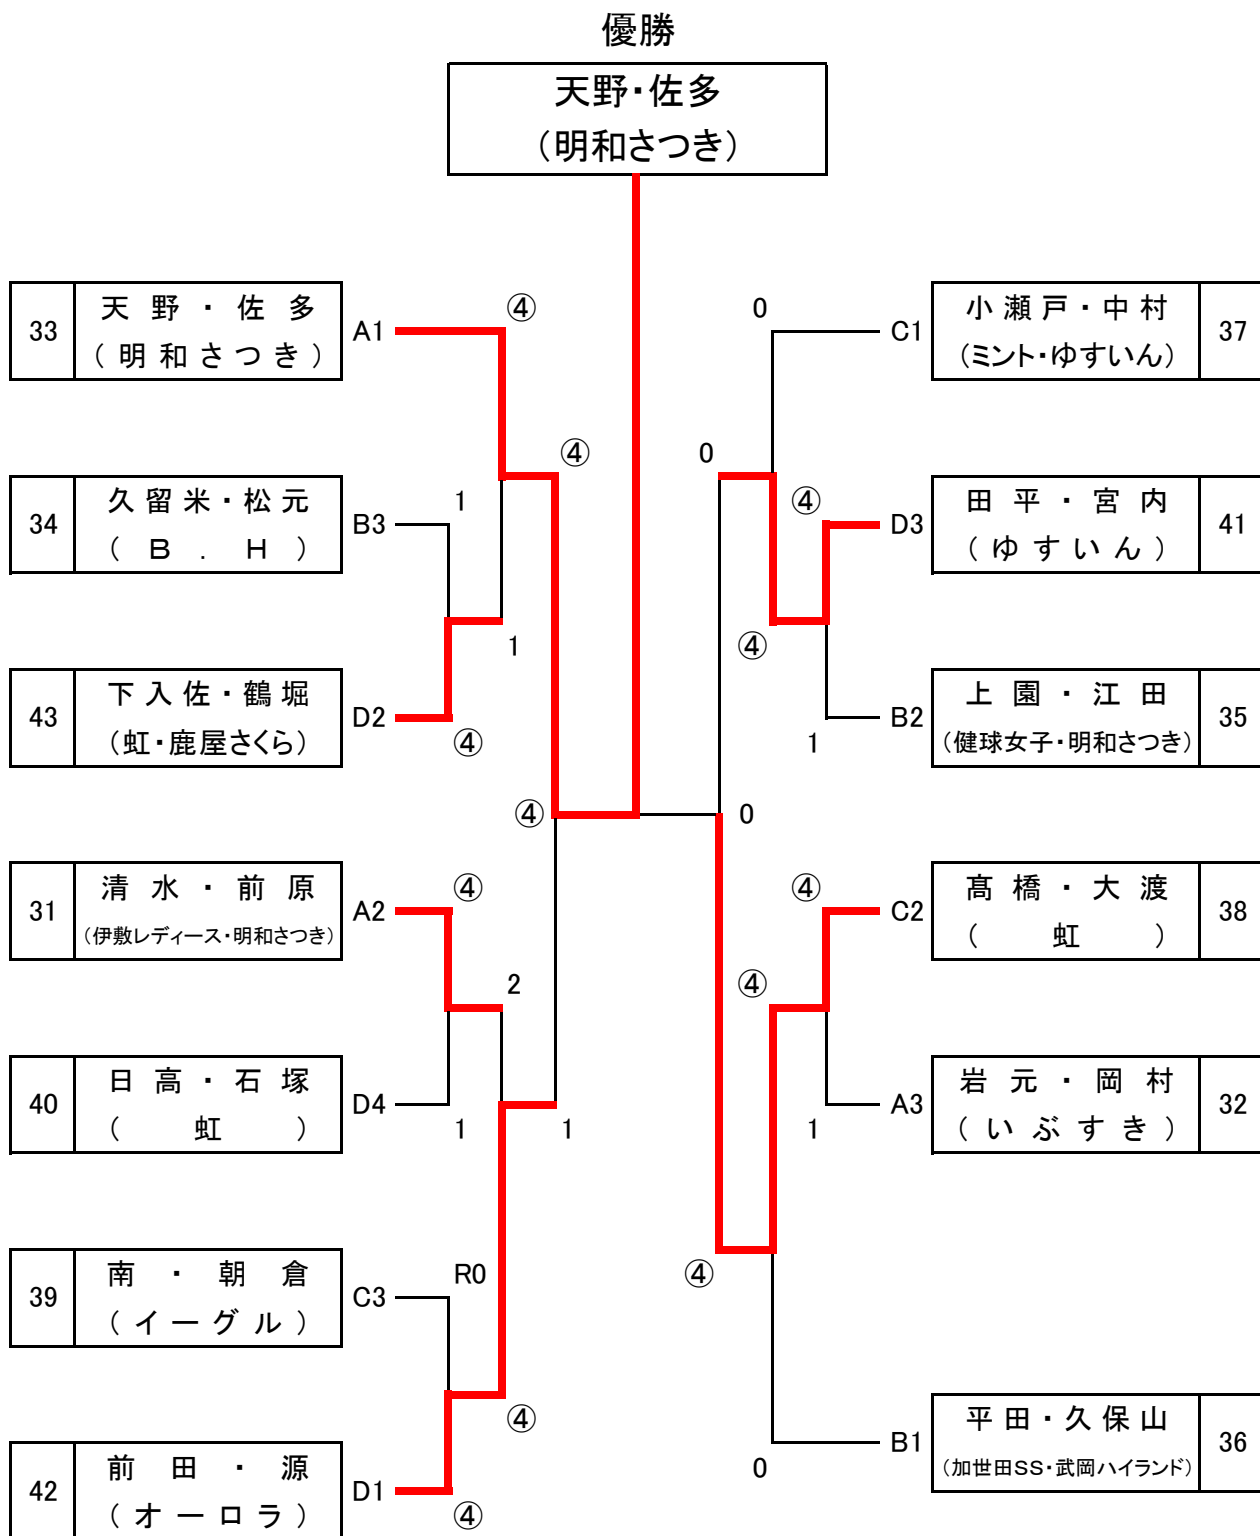 優勝
天野・佐多
(明和さつき)
33 天野・佐多 A1 ④
(明和さつき)
④
34 久留米・松元 B3 1
(B.H)
1
43 下入佐・鶴堀 D2 ④
(虹・鹿屋さくら)
④
31 清水・前原 A2 ④
(伊敷レディース・明和さつき)
2
40 日高・石塚 D4 1
(虹)
1
39 南・朝倉 C3 R0
(イーグル)
④
42 前田・源 D1 ④
(オーロラ)
0 C1 小瀬戸・中村 37
(ミント・ゆすいん)
0
④ D3 田平・宮内 41
(ゆすいん)
④
1 B2 上園・江田 35
(健球女子・明和さつき)
0
④ C2 髙橋・大渡 38
(虹)
④
1 A3 岩元・岡村 32
(いぶすき)
④
0 B1 平田・久保山 36
(加世田SS・武岡ハイランド)